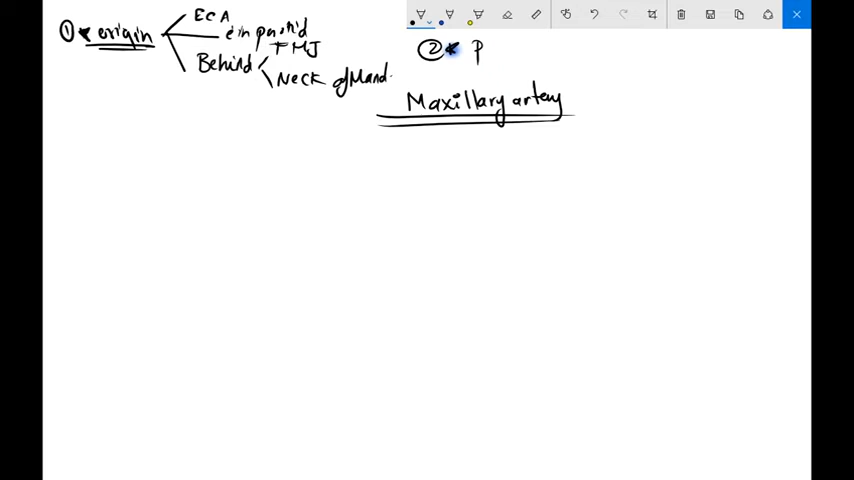 ① * origin
ECA
ė in parotid
Behind
TMJ
Neck of Mand.
② * P
Maxillary artery